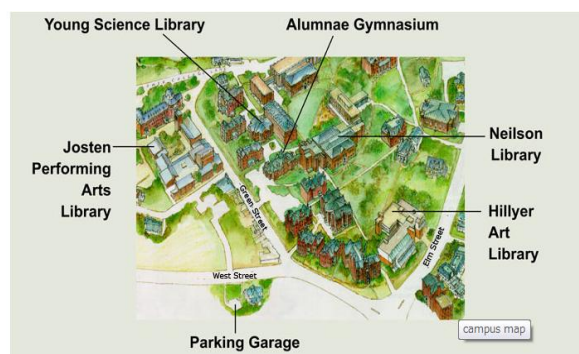 Young Science Library
Alumnae Gymnasium
Josten
Performing
Arts
Library
Neilson
Library
Hillyer
Art
Library
Green Street
Elm Street
West Street
campus map
Parking Garage